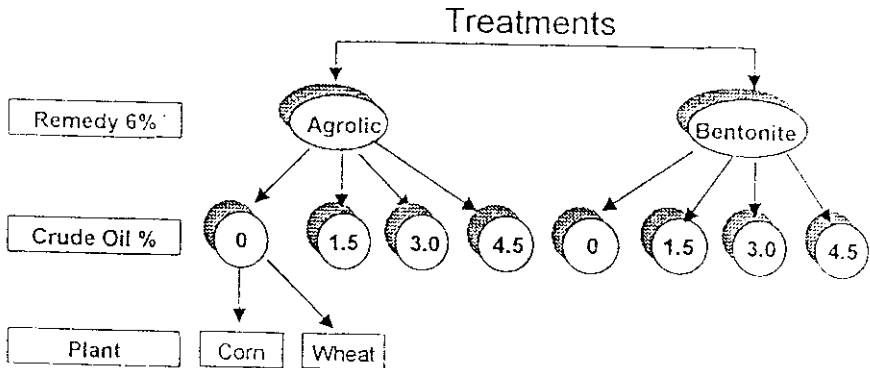 Treatments
Remedy 6%
Agrolic
Bentonite
Crude Oil %
0
1.5
3.0
4.5
0
1.5
3.0
4.5
Plant
Corn
Wheat